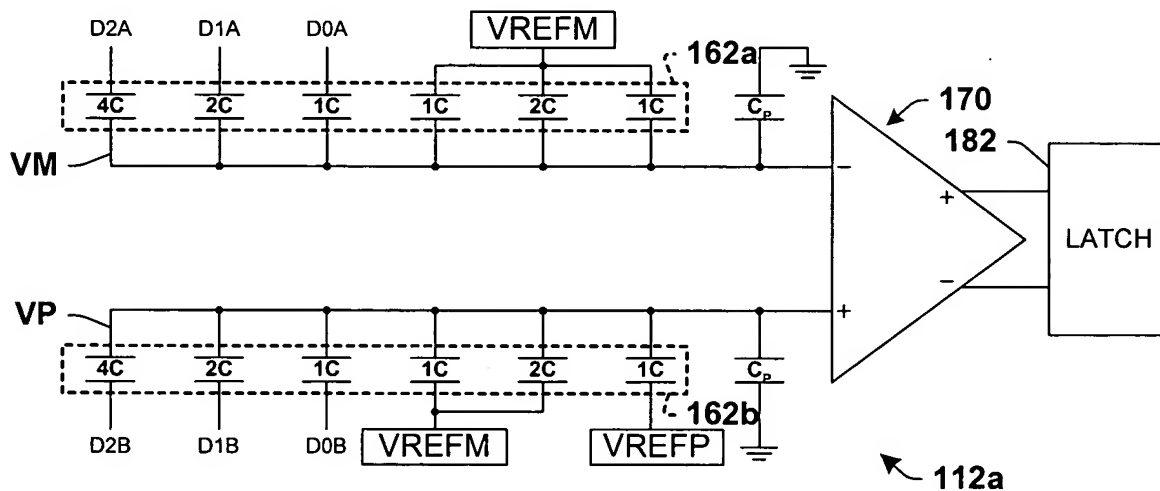 D2A D1A D0A VREFM
162a
4C 2C 1C 1C 2C 1C CP
170
182
VM
−
+
LATCH
−
VP
+
4C 2C 1C 1C 2C 1C CP
162b
D2B D1B D0B VREFM VREFP
112a